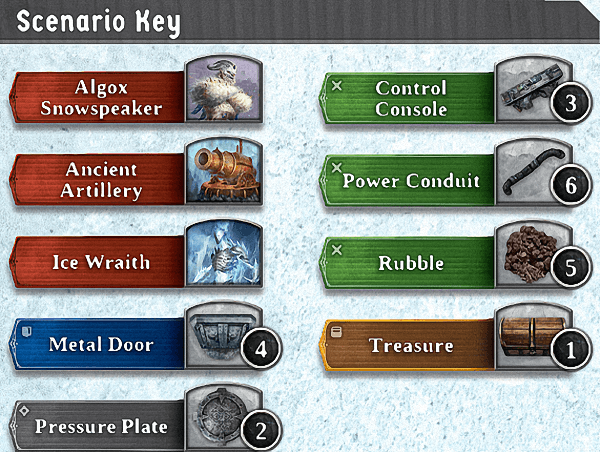 Scenario Key
Algox
Snowspeaker
Ancient
Artillery
Ice Wraith
Metal Door
4
Pressure Plate
2
Control
Console
3
Power Conduit
6
Rubble
5
Treasure
1